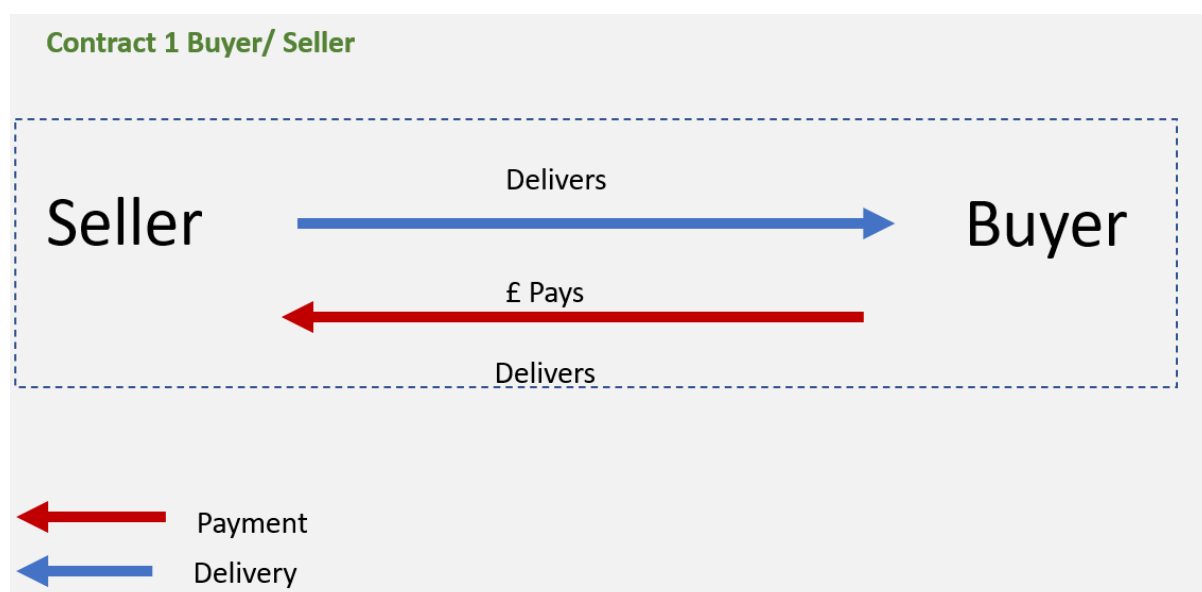 Contract 1 Buyer/ Seller
Delivers
Seller
Buyer
£ Pays
Delivers
Payment
Delivery